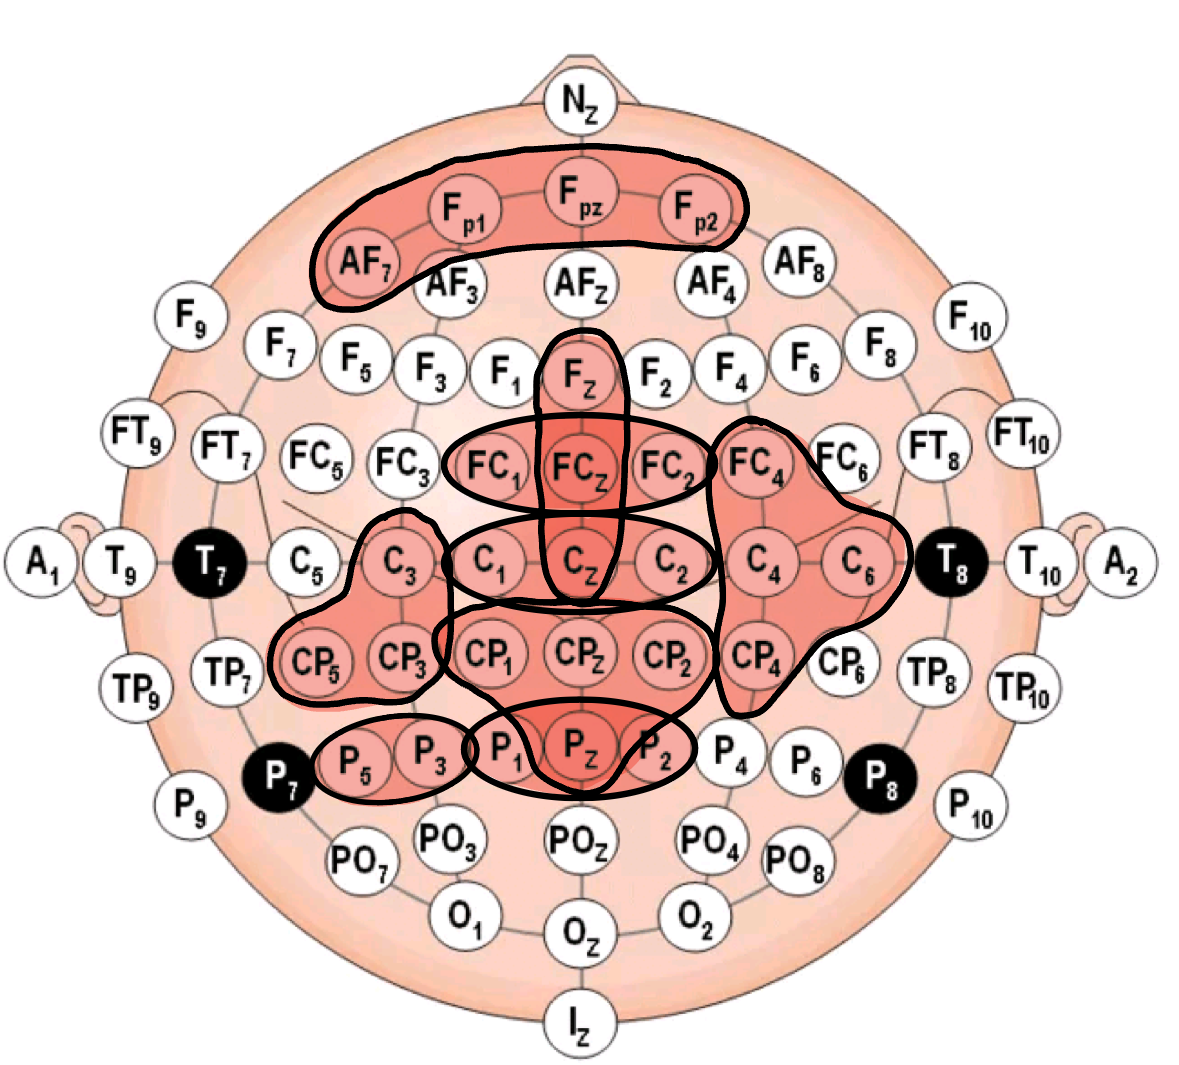 Nz
Fp1 Fpz Fp2
AF7 AF3 AFZ AF4 AF8
F9 F7 F5 F3 F1 FZ F2 F4 F6 F8 F10
FT9 FT7 FC5 FC3 FC1 FCZ FC2 FC4 FC6 FT8 FT10
A1 T9 T7 C5 C3 C1 CZ C2 C4 C6 T8 T10 A2
TP9 TP7 CP5 CP3 CP1 CPZ CP2 CP4 CP6 TP8 TP10
P9 P7 P5 P3 P1 PZ P2 P4 P6 P8 P10
PO7 PO3 POZ PO4 PO8
O1 OZ O2
IZ